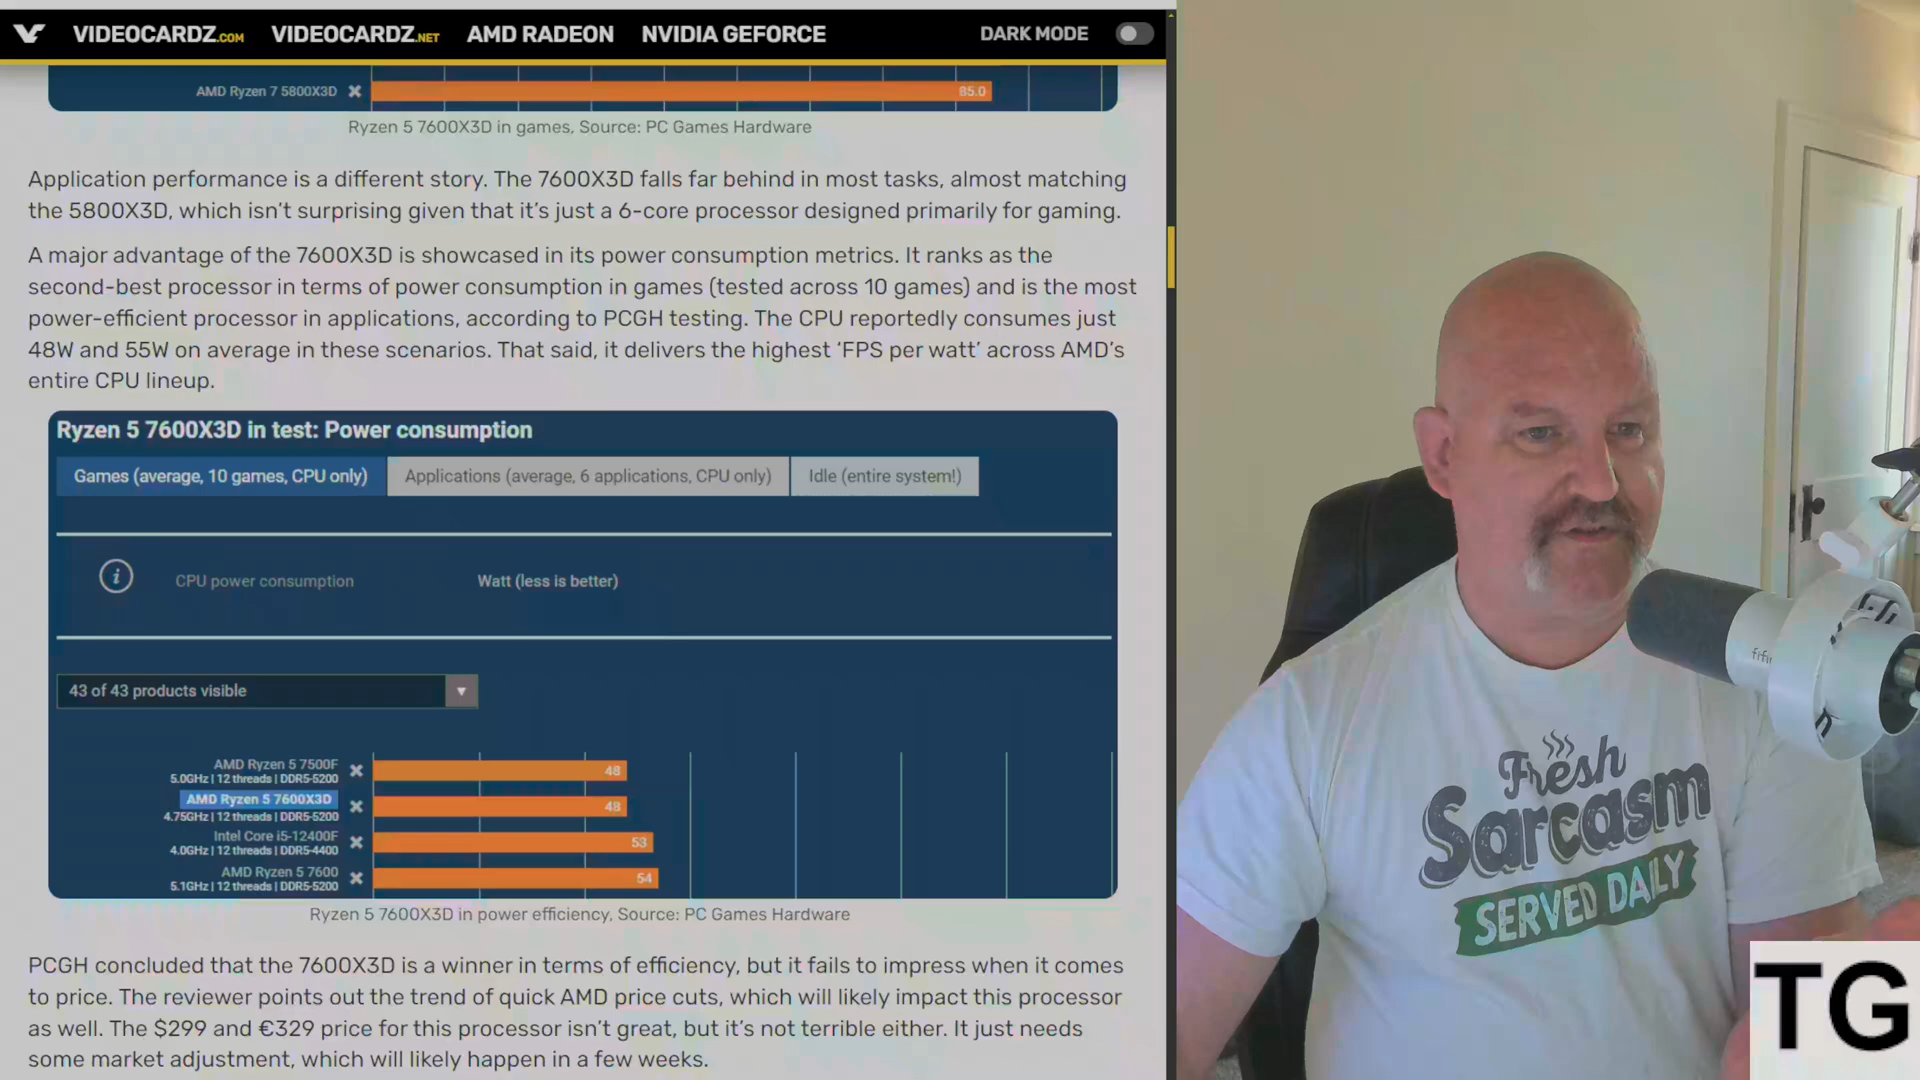 VIDEOCARDZ.COM VIDEOCARDZ.NET AMD RADEON NVIDIA GEFORCE DARK MODE
AMD Ryzen 7 5800X3D 85.0
Ryzen 5 7600X3D in games, Source: PC Games Hardware
Application performance is a different story. The 7600X3D falls far behind in most tasks, almost matching
the 5800X3D, which isn't surprising given that it's just a 6-core processor designed primarily for gaming.
A major advantage of the 7600X3D is showcased in its power consumption metrics. It ranks as the
second-best processor in terms of power consumption in games (tested across 10 games) and is the most
power-efficient processor in applications, according to PCGH testing. The CPU reportedly consumes just
48W and 55W on average in these scenarios. That said, it delivers the highest ‘FPS per watt’ across AMD's
entire CPU lineup.
Ryzen 5 7600X3D in test: Power consumption
Games (average, 10 games, CPU only) Applications (average, 6 applications, CPU only) Idle (entire system!)
i CPU power consumption Watt (less is better)
43 of 43 products visible
AMD Ryzen 5 7500F
5.0GHz | 12 threads | DDR5-5200 48
AMD Ryzen 5 7600X3D
4.75GHz | 12 threads | DDR5-5200 48
Intel Core i5-12400F
4.0GHz | 12 threads | DDR5-4400 53
AMD Ryzen 5 7600
5.1GHz | 12 threads | DDR5-5200 54
Ryzen 5 7600X3D in power efficiency, Source: PC Games Hardware
PCGH concluded that the 7600X3D is a winner in terms of efficiency, but it fails to impress when it comes
to price. The reviewer points out the trend of quick AMD price cuts, which will likely impact this processor
as well. The $299 and €329 price for this processor isn't great, but it's not terrible either. It just needs
some market adjustment, which will likely happen in a few weeks.
Fresh
Sarcasm
SERVED DAILY
TG